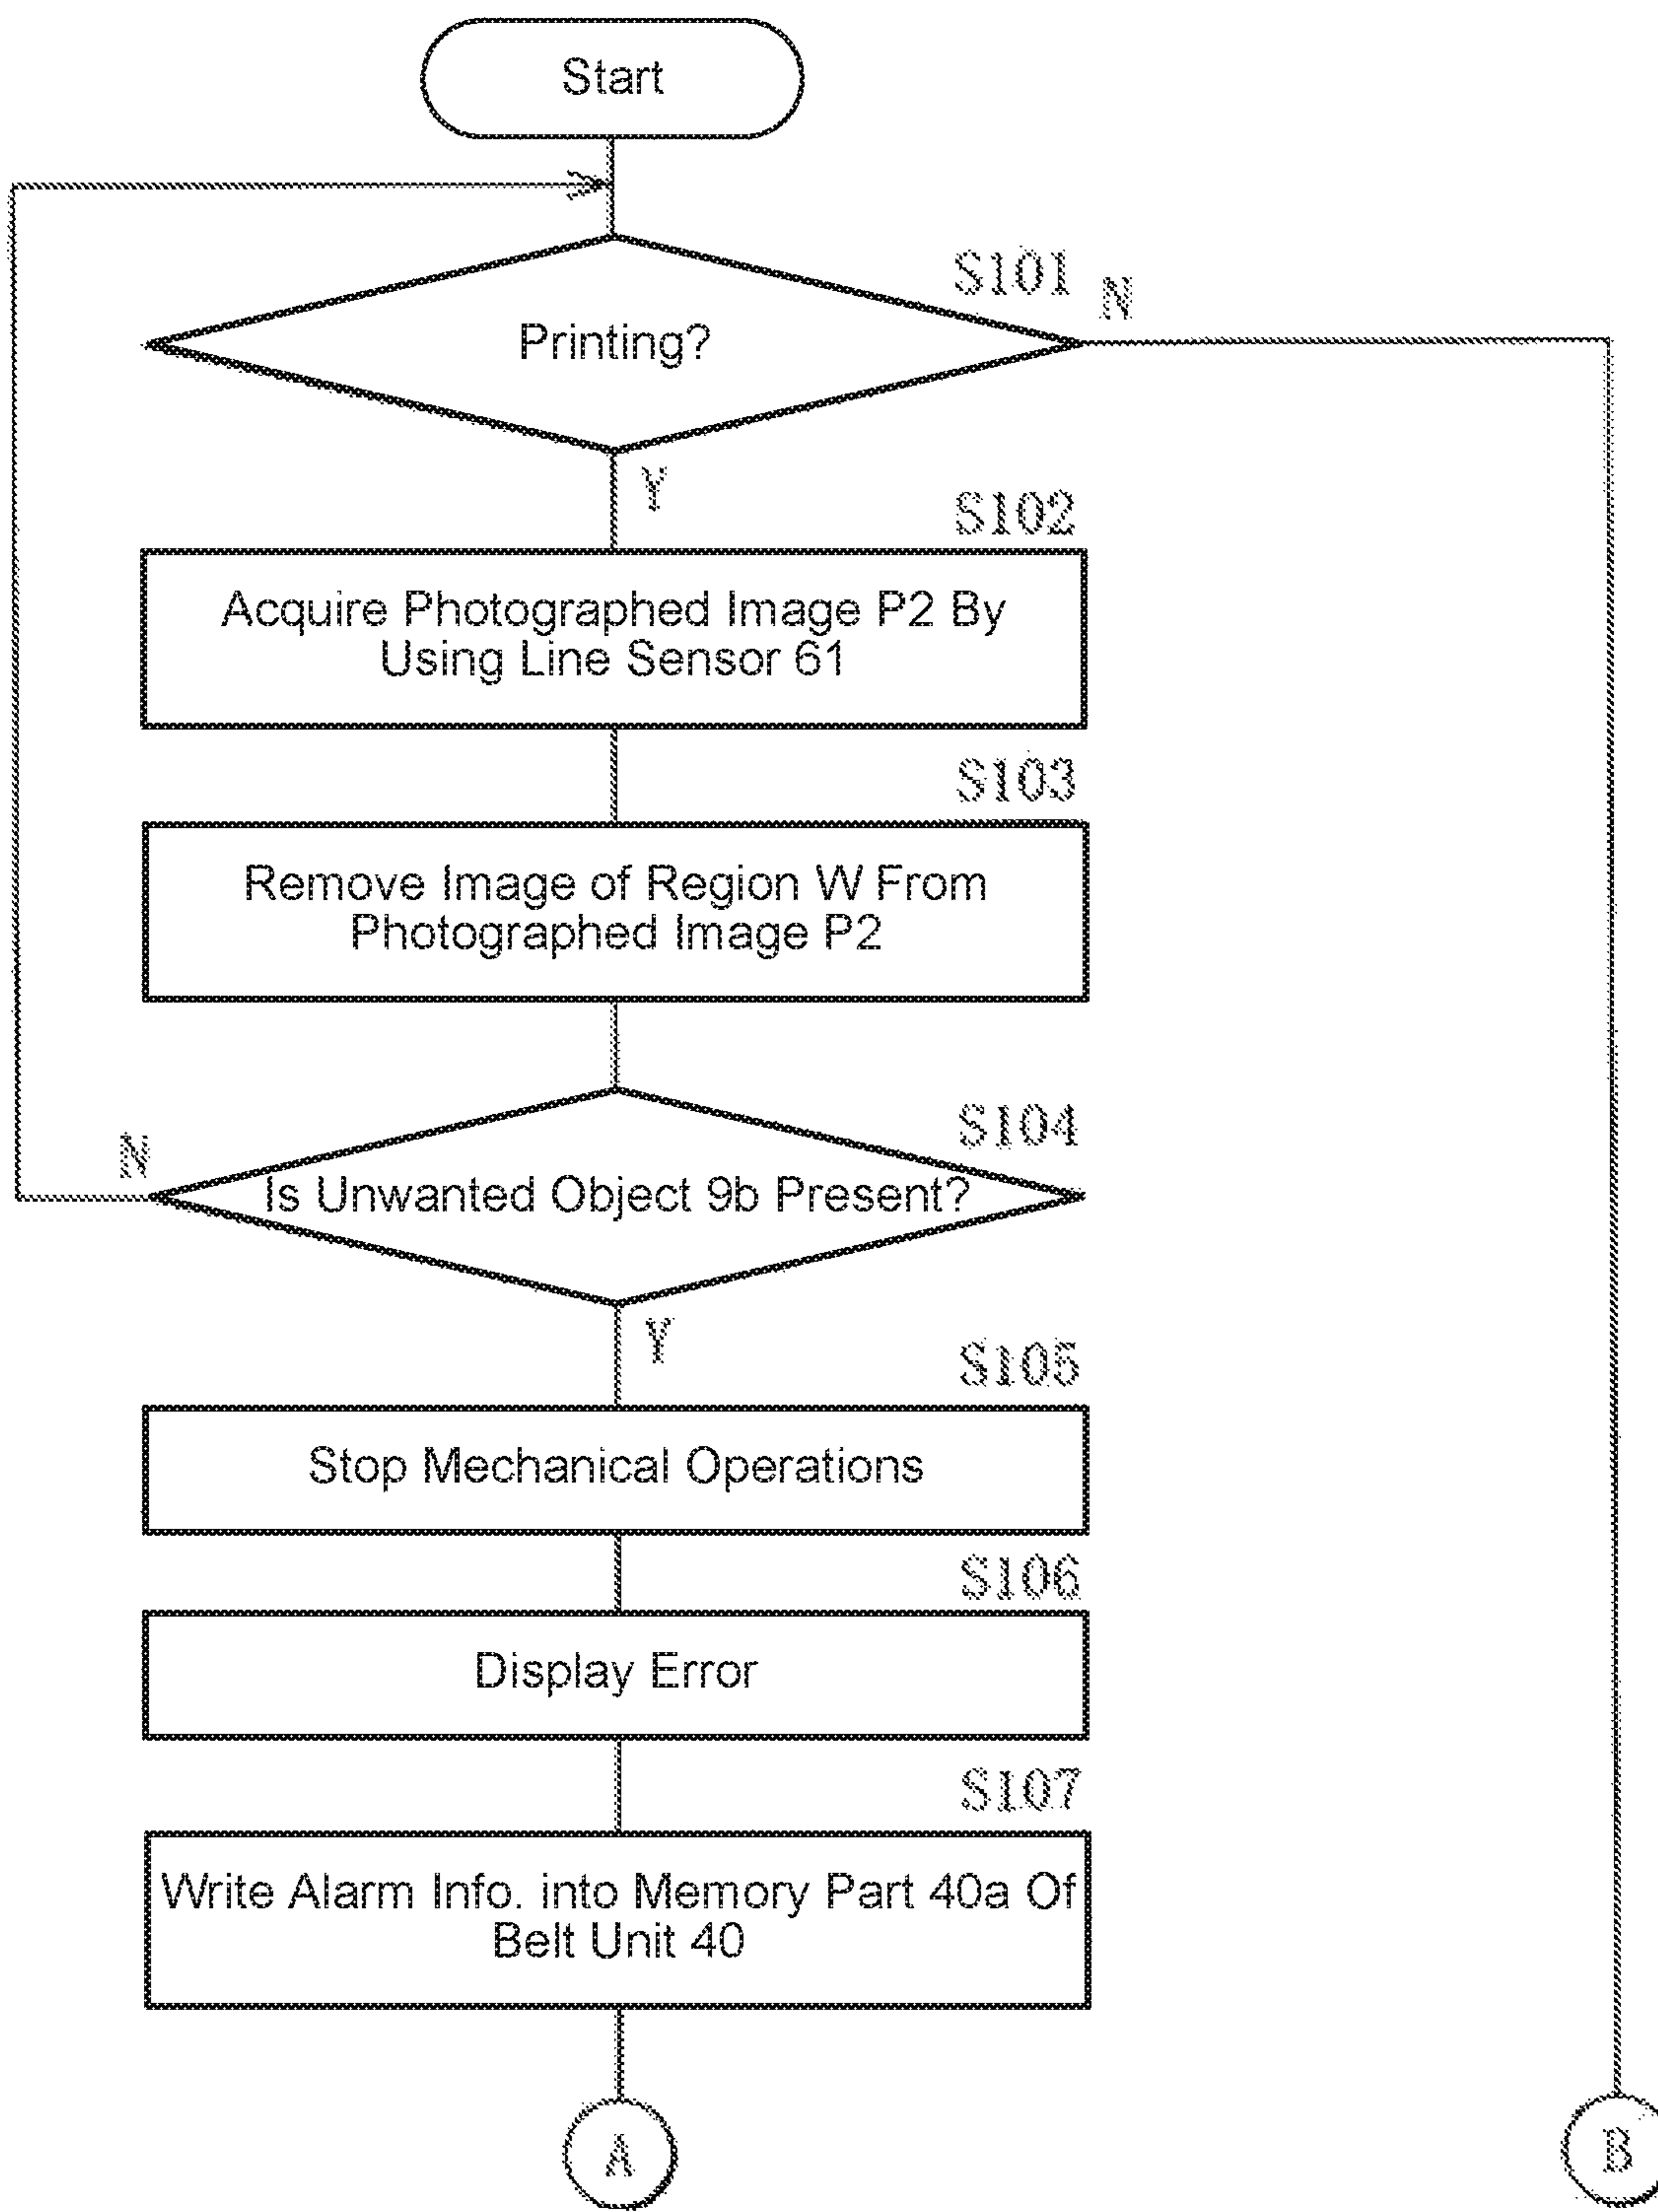 Start
S101
N
Printing?
Y
S102
Acquire Photographed Image P2 By
Using Line Sensor 61
S103
Remove Image of Region W From
Photographed Image P2
S104
N
Is Unwanted Object 9b Present?
Y
S105
Stop Mechanical Operations
S106
Display Error
S107
Write Alarm Info. into Memory Part 40a Of
Belt Unit 40
A
B